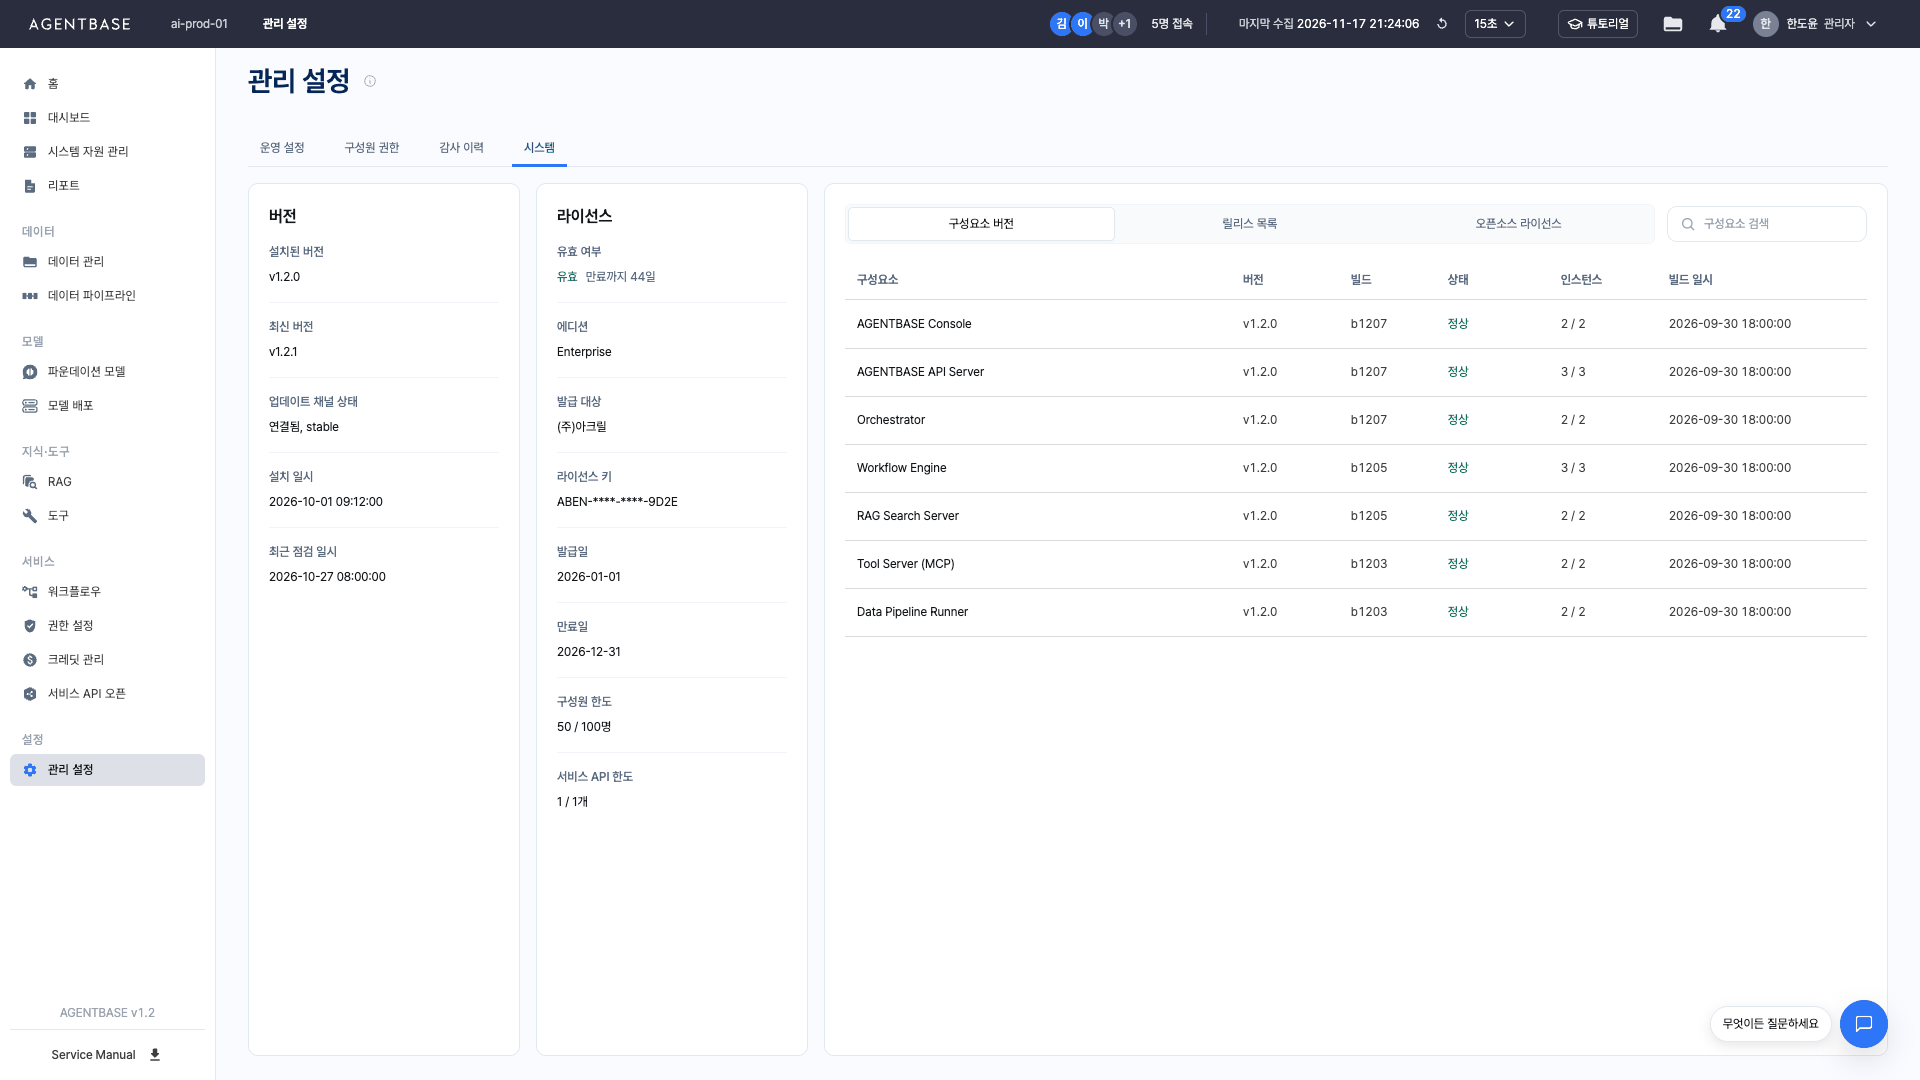 AGENTBASE
ai-prod-01
관리 설정
김 이 박 +1 5명 접속
마지막 수집 2026-11-17 21:24:06
15초
튜토리얼
22
한 한도윤 관리자
홈
대시보드
시스템 자원 관리
리포트
데이터
데이터 관리
데이터 파이프라인
모델
파운데이션 모델
모델 배포
지식·도구
RAG
도구
서비스
워크플로우
권한 설정
크레딧 관리
서비스 API 오픈
설정
관리 설정
AGENTBASE v1.2
Service Manual
관리 설정
운영 설정 구성원 권한 감사 이력 시스템
버전
설치된 버전
v1.2.0
최신 버전
v1.2.1
업데이트 채널 상태
연결됨, stable
설치 일시
2026-10-01 09:12:00
최근 점검 일시
2026-10-27 08:00:00
라이선스
유효 여부
유효 만료까지 44일
에디션
Enterprise
발급 대상
(주)아크릴
라이선스 키
ABEN-****-****-9D2E
발급일
2026-01-01
만료일
2026-12-31
구성원 한도
50 / 100명
서비스 API 한도
1 / 1개
구성요소 버전 릴리스 목록 오픈소스 라이선스
구성요소 검색
구성요소 버전 빌드 상태 인스턴스 빌드 일시
AGENTBASE Console v1.2.0 b1207 정상 2 / 2 2026-09-30 18:00:00
AGENTBASE API Server v1.2.0 b1207 정상 3 / 3 2026-09-30 18:00:00
Orchestrator v1.2.0 b1207 정상 2 / 2 2026-09-30 18:00:00
Workflow Engine v1.2.0 b1205 정상 3 / 3 2026-09-30 18:00:00
RAG Search Server v1.2.0 b1205 정상 2 / 2 2026-09-30 18:00:00
Tool Server (MCP) v1.2.0 b1203 정상 2 / 2 2026-09-30 18:00:00
Data Pipeline Runner v1.2.0 b1203 정상 2 / 2 2026-09-30 18:00:00
무엇이든 질문하세요